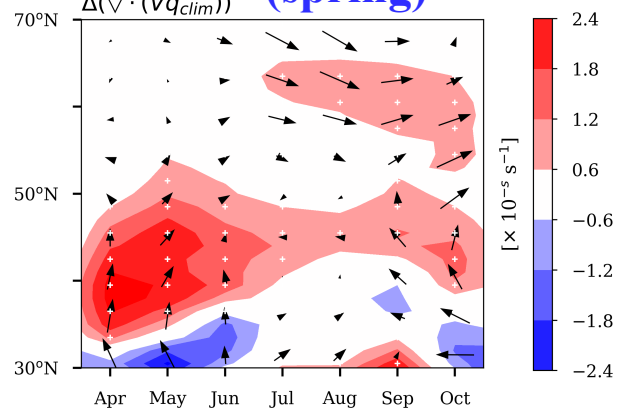 Δ(∇ · (Vq_clim)) (spring)
70°N
50°N
30°N
Apr May Jun Jul Aug Sep Oct
2.4
1.8
1.2
0.6
−0.6
−1.2
−1.8
−2.4
[× 10⁻ˢ s⁻¹]